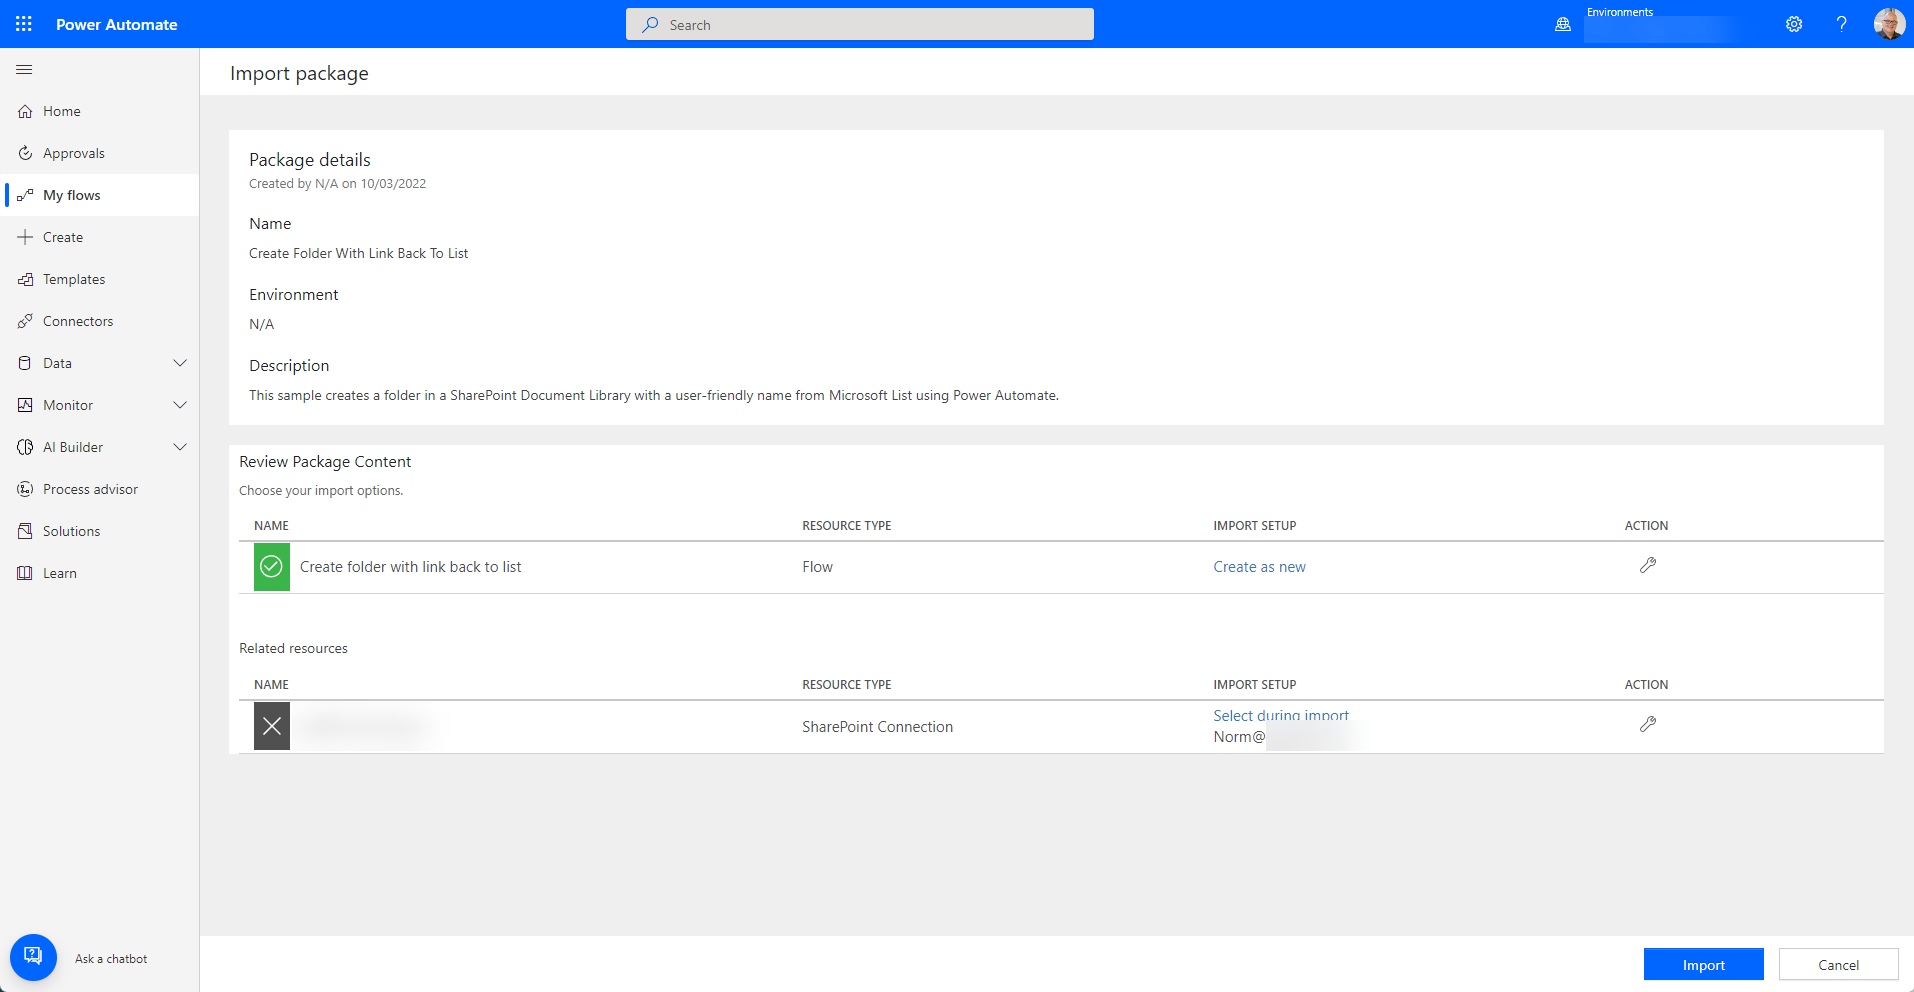 Power Automate
Search
Environments
Import package
Home
Approvals
My flows
Create
Templates
Connectors
Data
Monitor
AI Builder
Process advisor
Solutions
Learn
Ask a chatbot
Package details
Created by N/A on 10/03/2022
Name
Create Folder With Link Back To List
Environment
N/A
Description
This sample creates a folder in a SharePoint Document Library with a user-friendly name from Microsoft List using Power Automate.
Review Package Content
Choose your import options.
NAME RESOURCE TYPE IMPORT SETUP ACTION
Create folder with link back to list Flow Create as new
Related resources
NAME RESOURCE TYPE IMPORT SETUP ACTION
SharePoint Connection Select during import
Norm@
Import Cancel